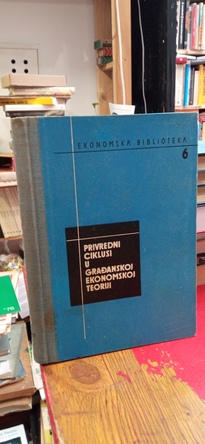 EKONOMSKA BIBLIOTEKA
6
PRIVREDNI
CIKLUSI
U
GRAĐANSKOJ
EKONOMSKOJ
TEORIJI